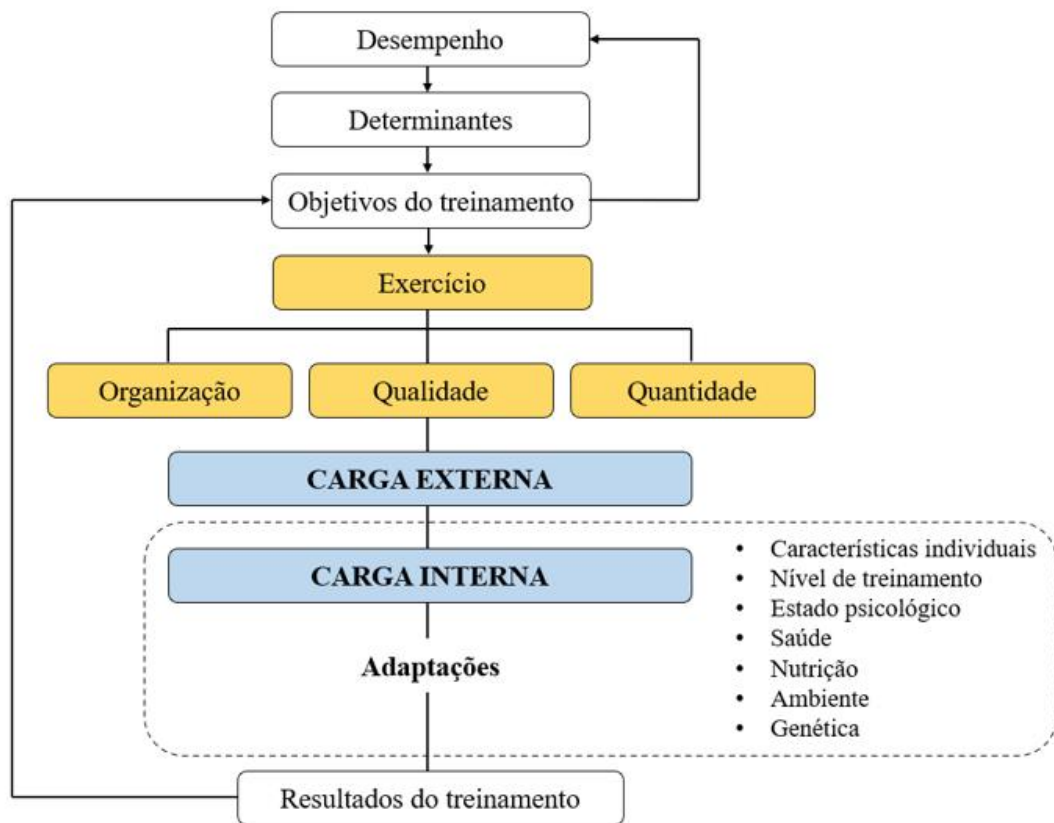 Desempenho
Determinantes
Objetivos do treinamento
Exercício
Organização
Qualidade
Quantidade
CARGA EXTERNA
CARGA INTERNA
Adaptações
• Características individuais
• Nível de treinamento
• Estado psicológico
• Saúde
• Nutrição
• Ambiente
• Genética
Resultados do treinamento